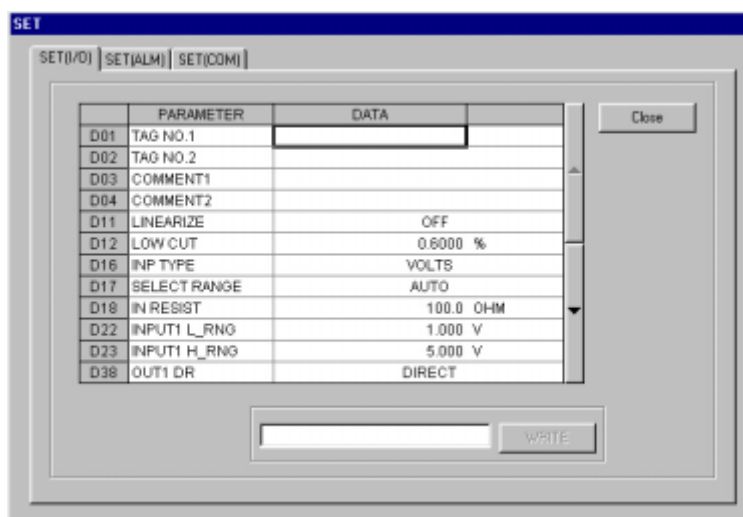 SET
SET(I/O) SET(ALM) SET(COM)
PARAMETER DATA
Close
D01 TAG NO.1
D02 TAG NO.2
D03 COMMENT1
D04 COMMENT2
D11 LINEARIZE OFF
D12 LOW CUT 0.6000 %
D16 INP TYPE VOLTS
D17 SELECT RANGE AUTO
D18 IN RESIST 100.0 OHM
D22 INPUT1 L_RNG 1.000 V
D23 INPUT1 H_RNG 5.000 V
D38 OUT1 DR DIRECT
WRITE